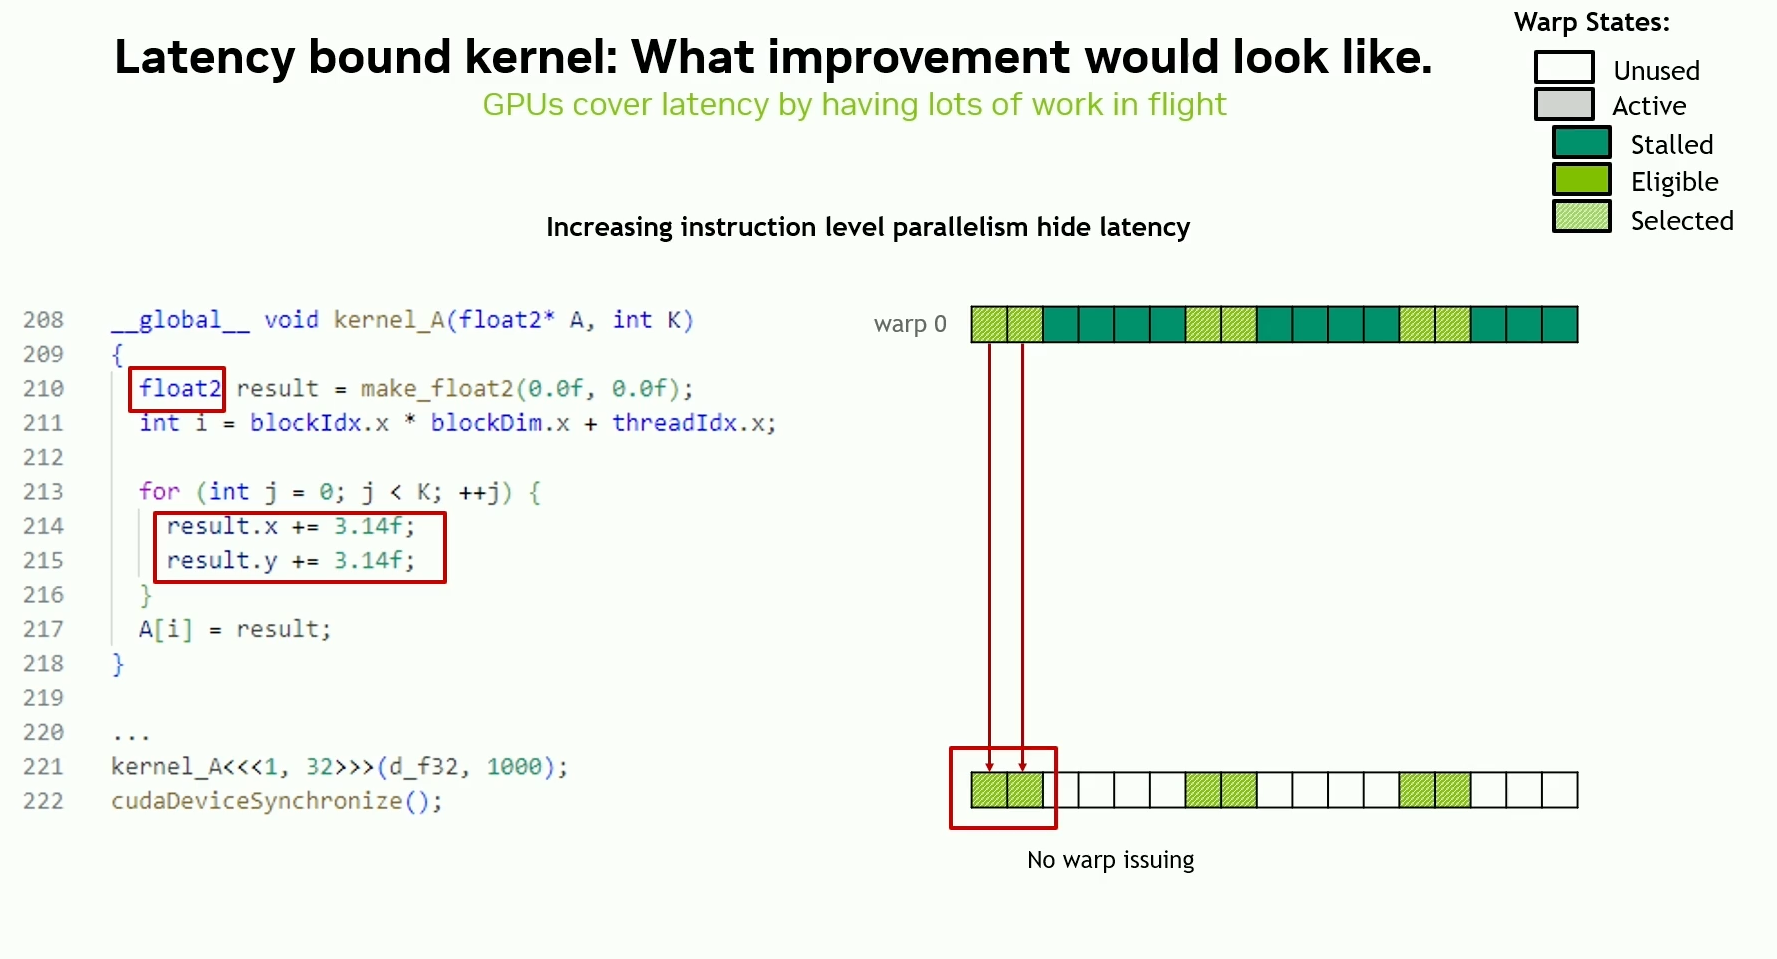 Latency bound kernel: What improvement would look like.
GPUs cover latency by having lots of work in flight
Warp States:
Unused
Active
Stalled
Eligible
Selected
Increasing instruction level parallelism hide latency
208 __global__ void kernel_A(float2* A, int K)
209 {
210 float2 result = make_float2(0.0f, 0.0f);
211 int i = blockIdx.x * blockDim.x + threadIdx.x;
212
213 for (int j = 0; j < K; ++j) {
214 result.x += 3.14f;
215 result.y += 3.14f;
216 }
217 A[i] = result;
218 }
219
220 ...
221 kernel_A<<<1, 32>>>(d_f32, 1000);
222 cudaDeviceSynchronize();
warp 0
No warp issuing